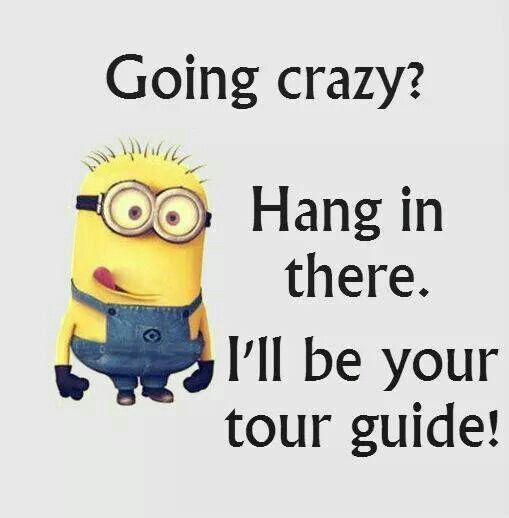 Going crazy?
Hang in
there.
I'll be your
tour guide!